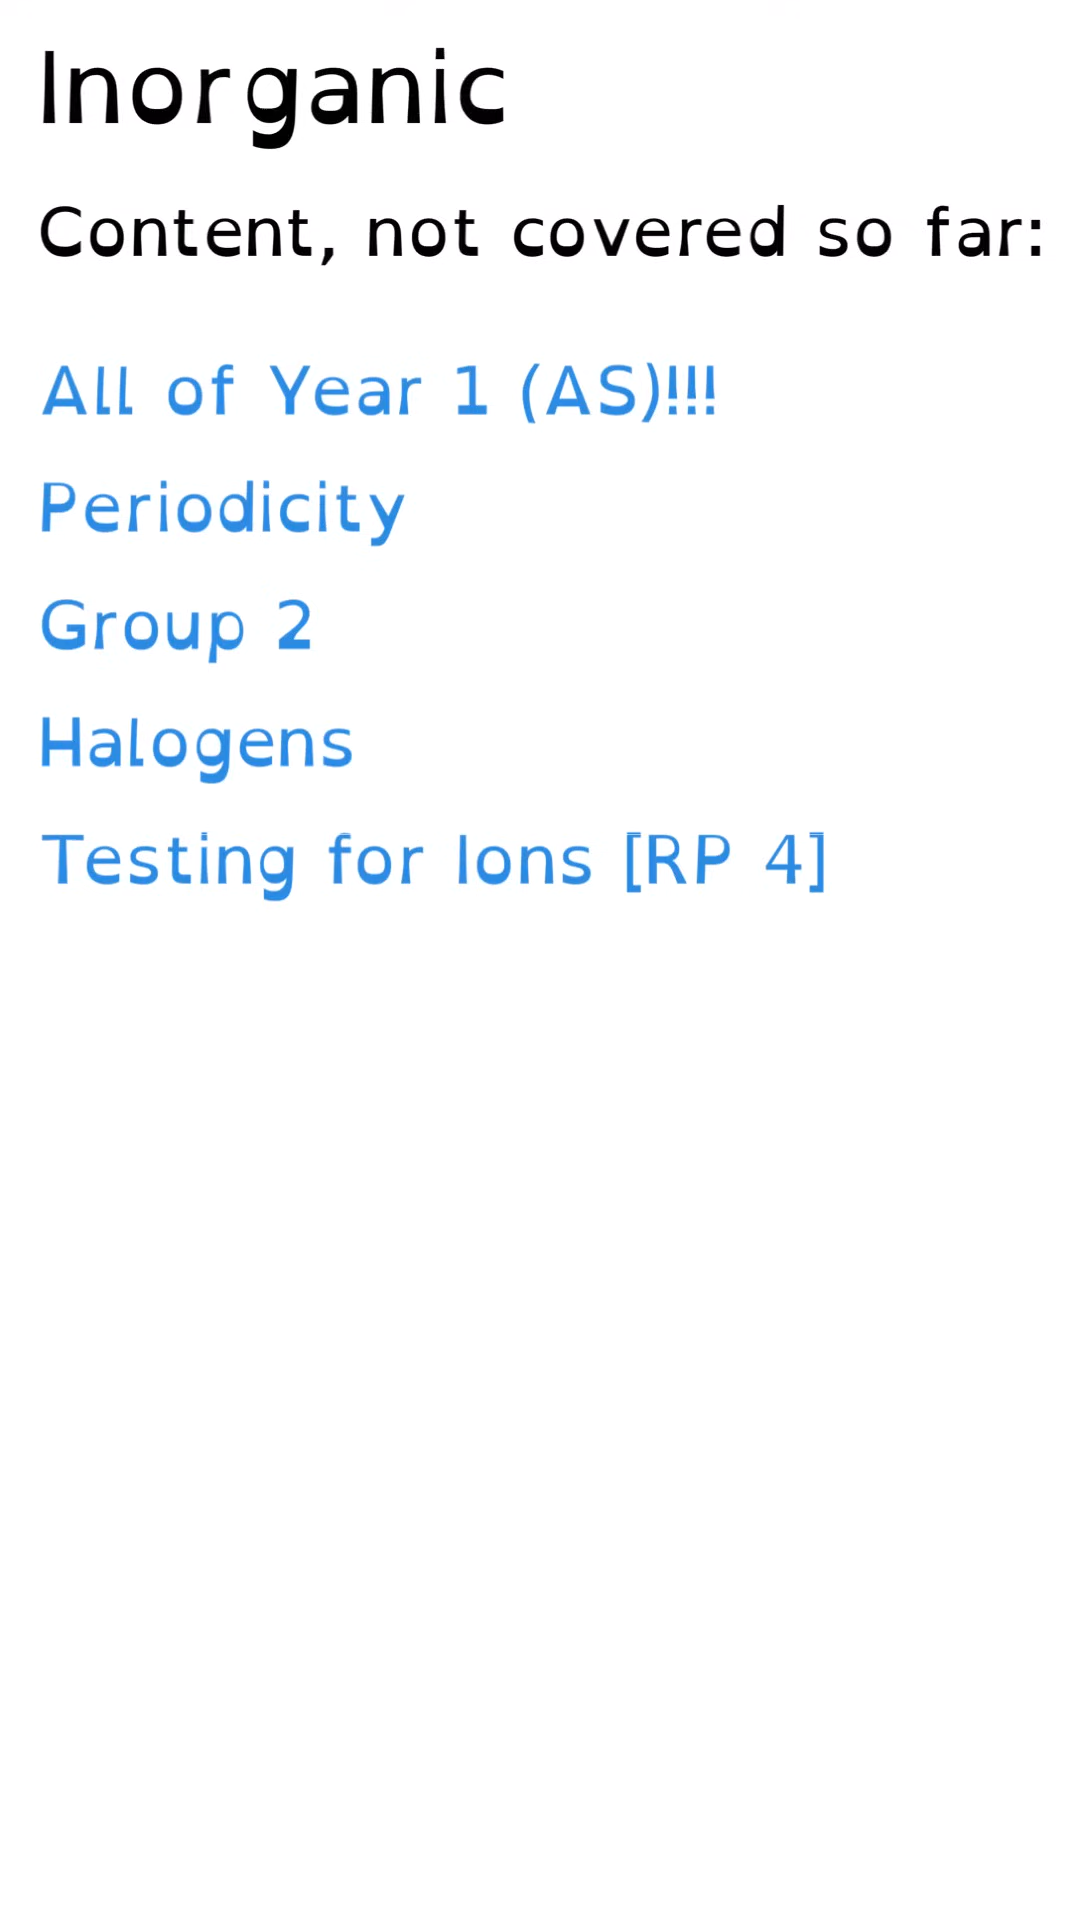 Inorganic
Content, not covered so far:
All of Year 1 (AS)!!!
Periodicity
Group 2
Halogens
Testing for Ions [RP 4]